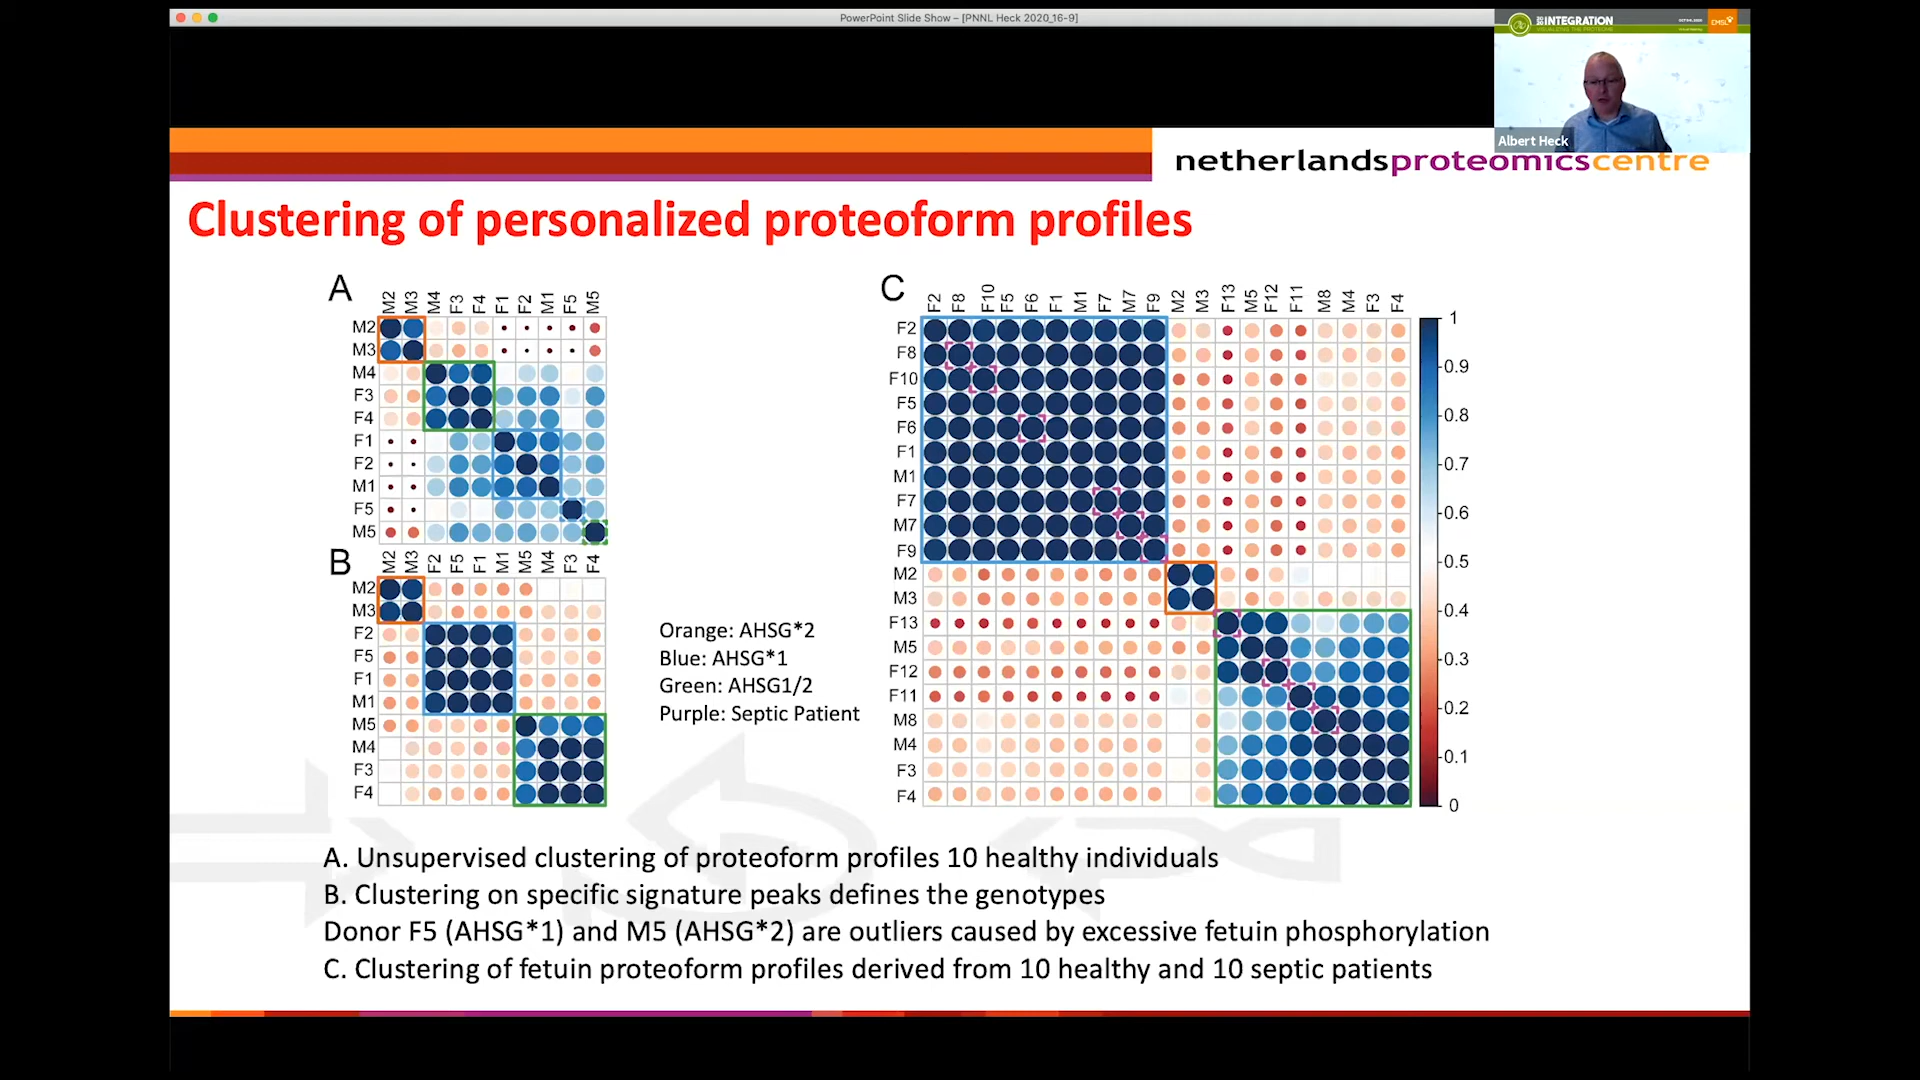 PowerPoint Slide Show – [PNNL Heck 2020_16-9]
INTEGRATION
VISUALIZING THE PROTEOME
EMSL
Albert Heck
netherlandsproteomicscentre
Clustering of personalized proteoform profiles
A
M2 M3 M4 F3 F4 F1 F2 M1 F5 M5
M2
M3
M4
F3
F4
F1
F2
M1
F5
M5
B
M2 M3 F2 F5 F1 M1 M5 M4 F3 F4
M2
M3
F2
F5
F1
M1
M5
M4
F3
F4
Orange: AHSG*2
Blue: AHSG*1
Green: AHSG1/2
Purple: Septic Patient
C
F2 F8 F10 F5 F6 F1 M1 F7 M7 F9 M2 M3 F13 M5 F12 F11 M8 M4 F3 F4
F2
F8
F10
F5
F6
F1
M1
F7
M7
F9
M2
M3
F13
M5
F12
F11
M8
M4
F3
F4
1
0.9
0.8
0.7
0.6
0.5
0.4
0.3
0.2
0.1
0
A. Unsupervised clustering of proteoform profiles 10 healthy individuals
B. Clustering on specific signature peaks defines the genotypes
Donor F5 (AHSG*1) and M5 (AHSG*2) are outliers caused by excessive fetuin phosphorylation
C. Clustering of fetuin proteoform profiles derived from 10 healthy and 10 septic patients